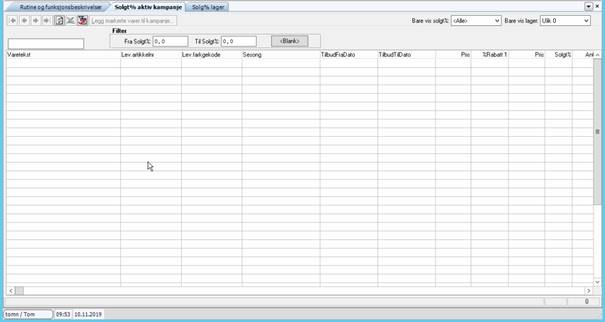 Rutine og funksjonsbeskrivelser Solgt% aktiv kampanje Solg% lager
Legg markerte varer til kampanje... Bare vis solgt%: <Alle> Bare vis lager: Ulik 0
Filter
Fra Solgt%: 0,0 Til Solgt%: 0,0 <Blank>
Varetekst Lev.artikkelnr Lev.fargekode Sesong TilbudFraDato TilbudTilDato Pris %Rabatt 1 Pris Solgt% Ant
0
tomn / Tom 09:53 10.11.2019